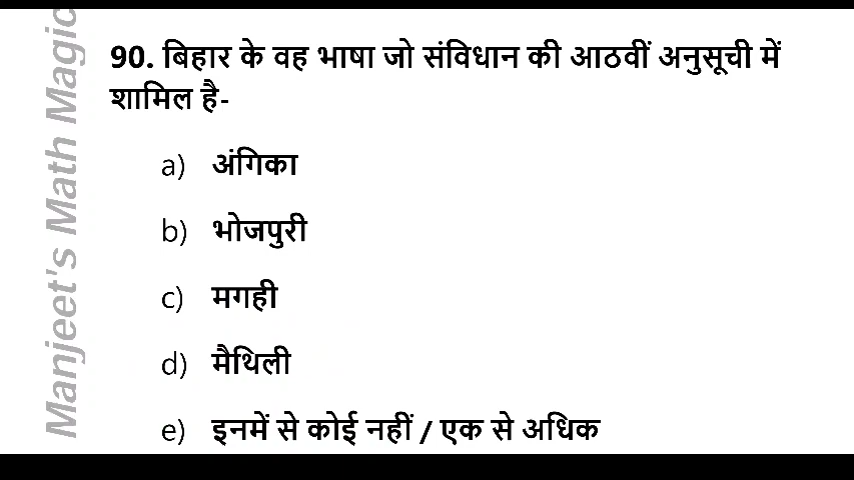 Manjeet's Math Magic
90. बिहार के वह भाषा जो संविधान की आठवीं अनुसूची में
शामिल है-
a) अंगिका
b) भोजपुरी
c) मगही
d) मैथिली
e) इनमें से कोई नहीं / एक से अधिक